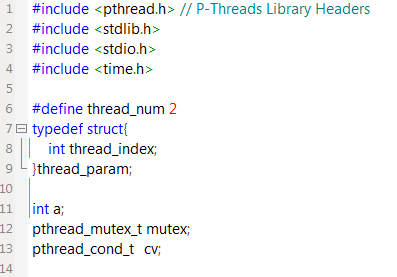 1 #include <pthread.h> // P-Threads Library Headers
2 #include <stdlib.h>
3 #include <stdio.h>
4 #include <time.h>
5
6 #define thread_num 2
7 typedef struct{
8 int thread_index;
9 }thread_param;
10
11 int a;
12 pthread_mutex_t mutex;
13 pthread_cond_t cv;
14